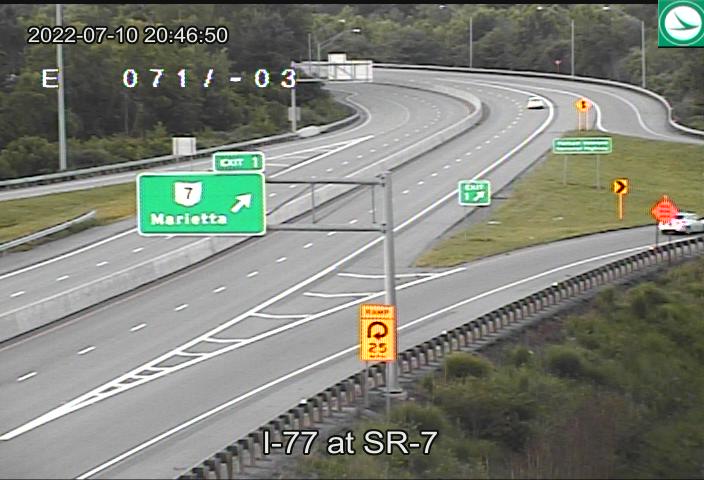 2022-07-10 20:46:50
E 071/-03
EXIT 1
7
Marietta
EXIT
1
RAMP
25
I-77 at SR-7